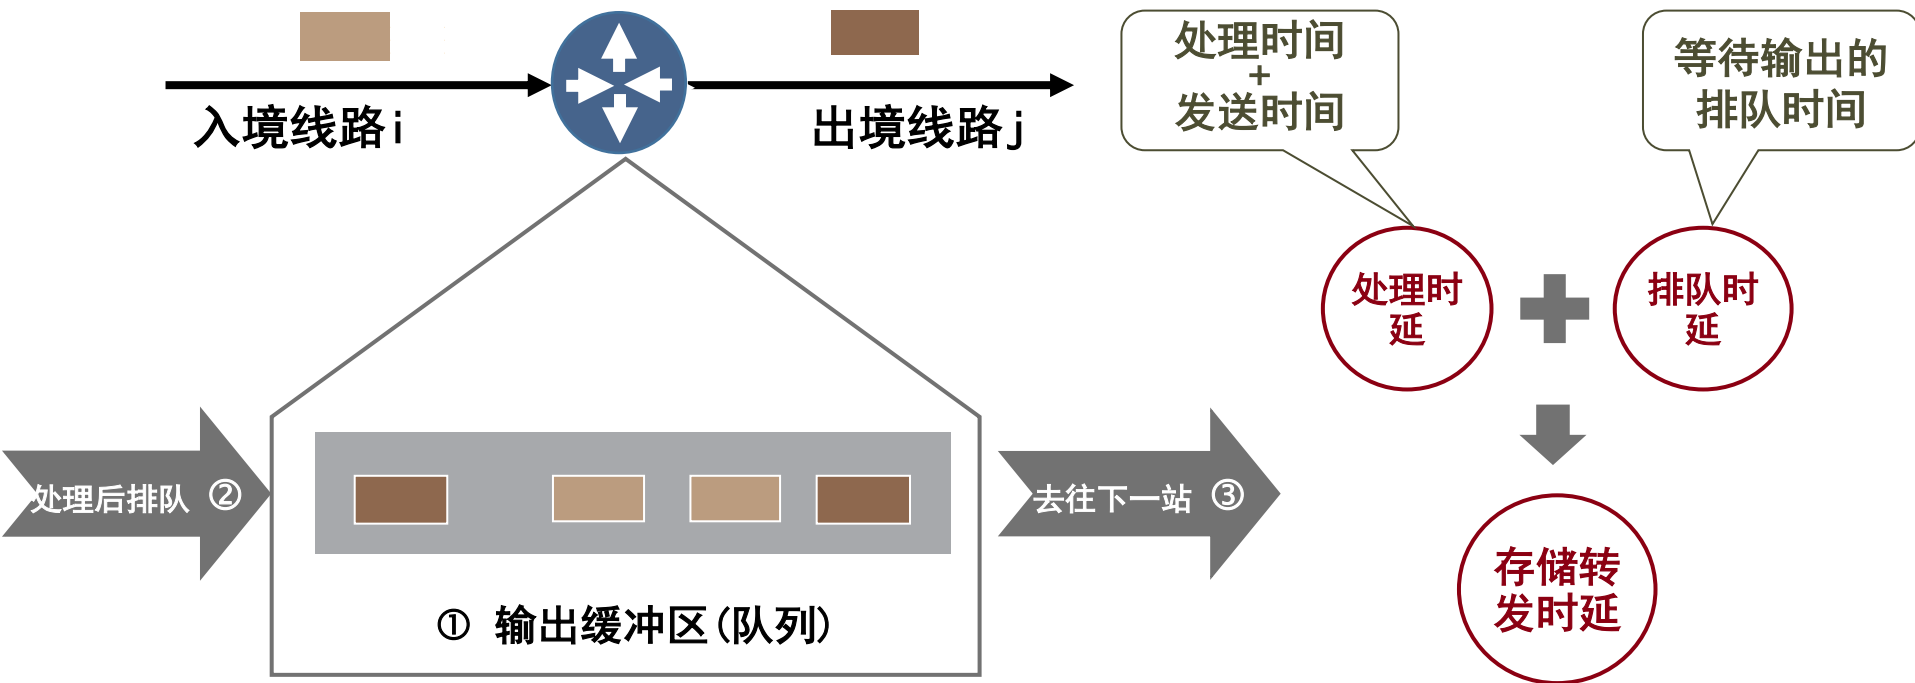 入境线路i
出境线路j
处理时间
+
发送时间
等待输出的
排队时间
处理时
延
排队时
延
处理后排队 ②
去往下一站 ③
① 输出缓冲区(队列)
存储转
发时延